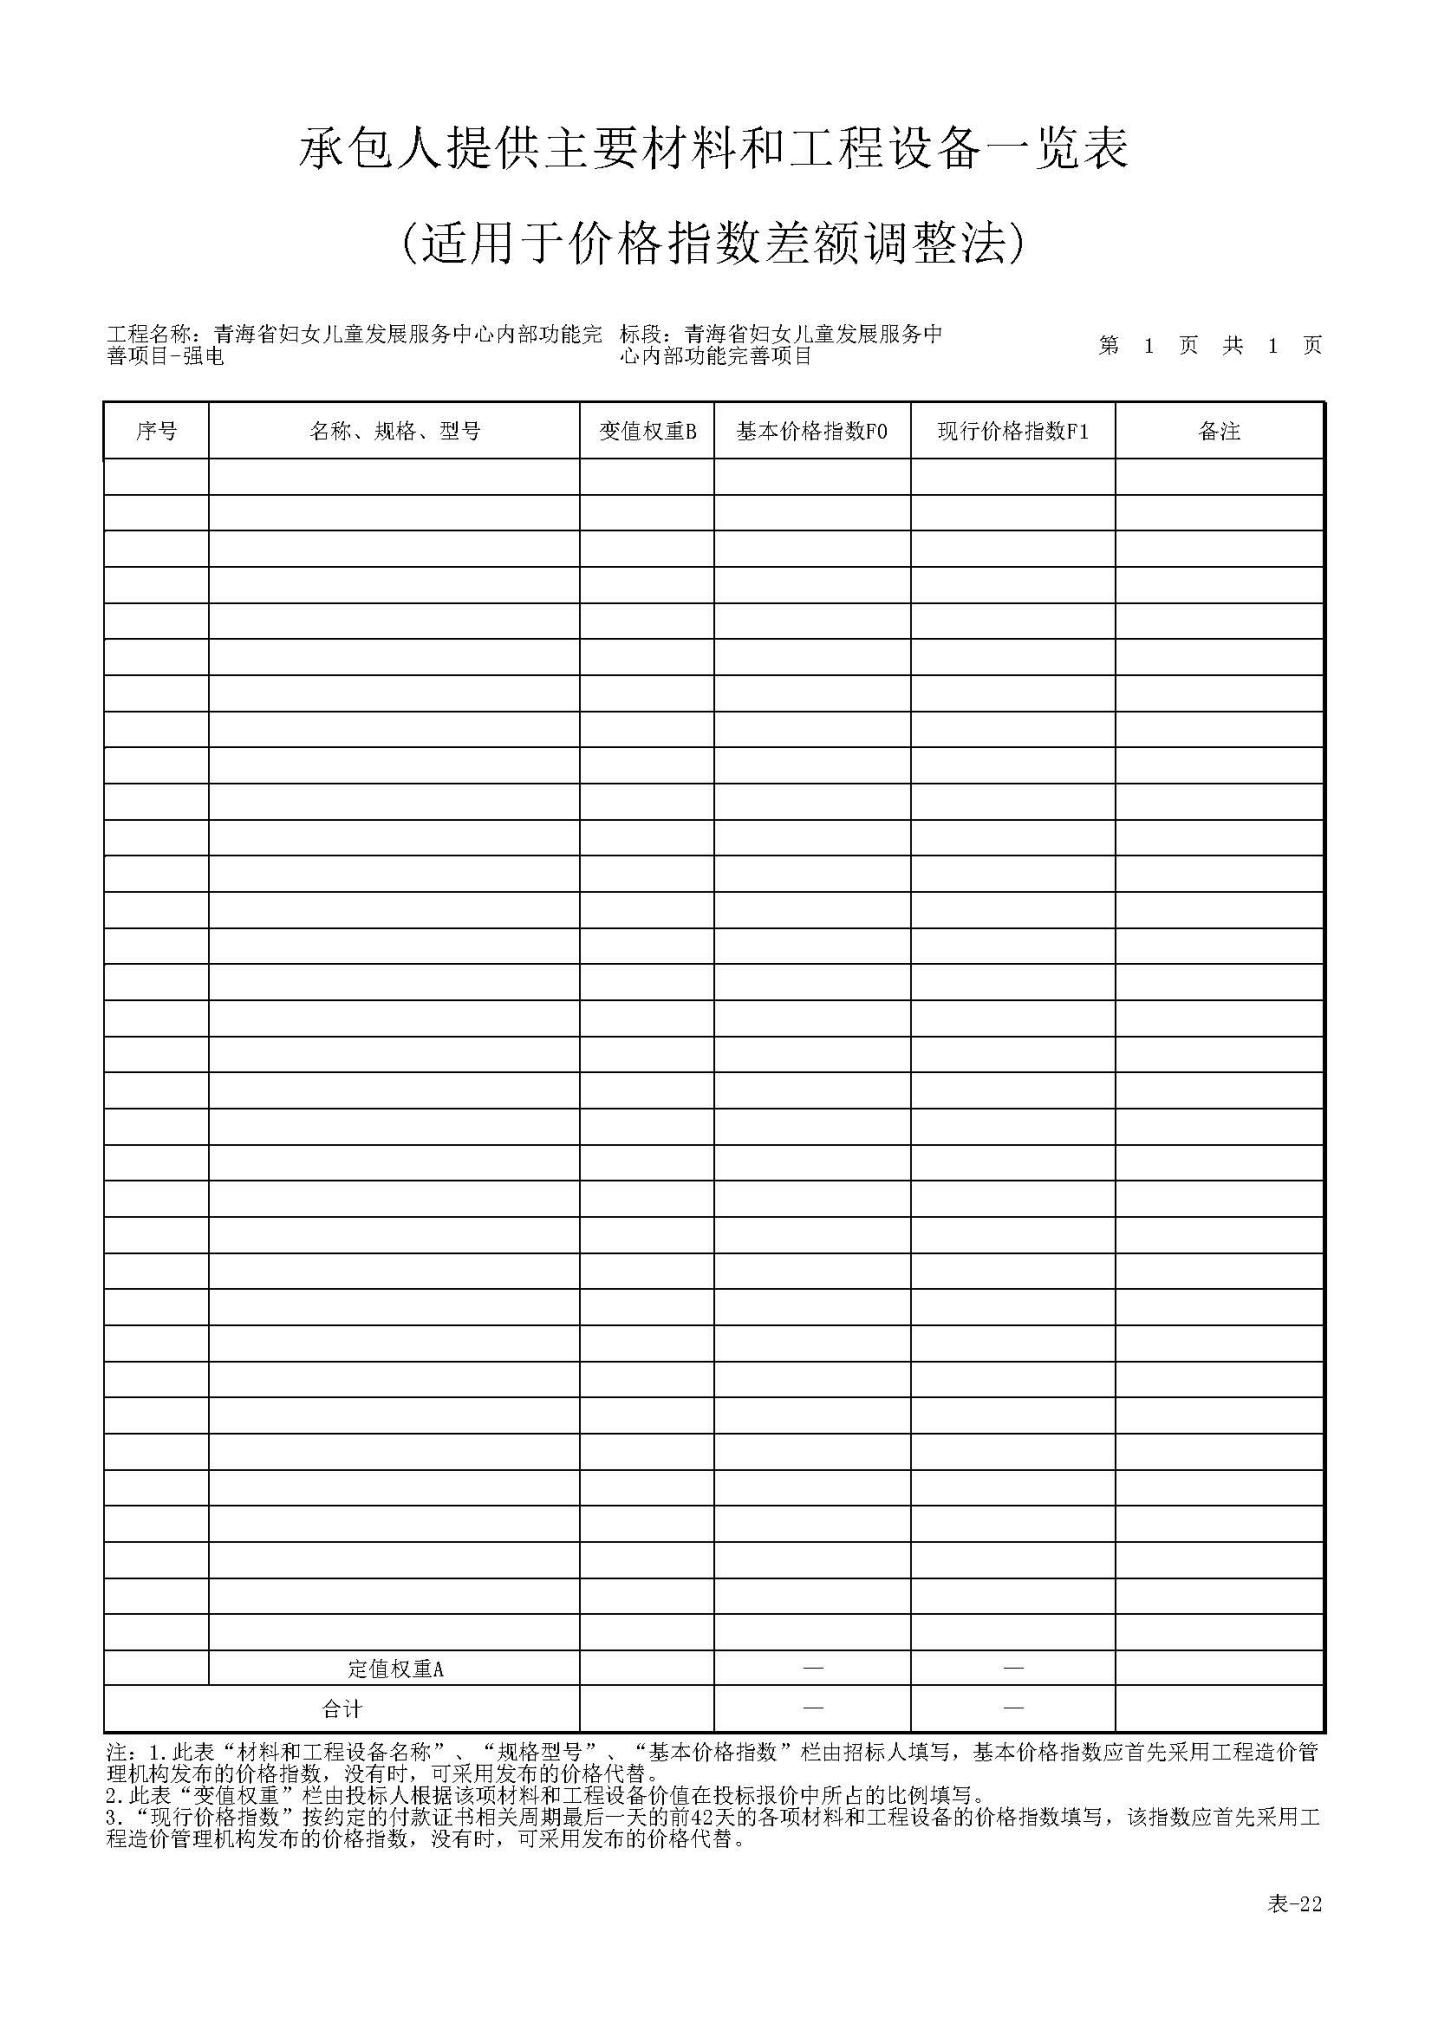 承包人提供主要材料和工程设备一览表
(适用于价格指数差额调整法)
工程名称：青海省妇女儿童发展服务中心内部功能完
善项目-强电
标段：青海省妇女儿童发展服务中
心内部功能完善项目
第 1 页 共 1 页
序号 名称、规格、型号 变值权重B 基本价格指数F0 现行价格指数F1 备注
定值权重A — —
合计 — —
注：1.此表“材料和工程设备名称”、“规格型号”、“基本价格指数”栏由招标人填写，基本价格指数应首先采用工程造价管
理机构发布的价格指数，没有时，可采用发布的价格代替。
2.此表“变值权重”栏由投标人根据该项材料和工程设备价值在投标报价中所占的比例填写。
3.“现行价格指数”按约定的付款证书相关周期最后一天的前42天的各项材料和工程设备的价格指数填写，该指数应首先采用工
程造价管理机构发布的价格指数，没有时，可采用发布的价格代替。
表-22